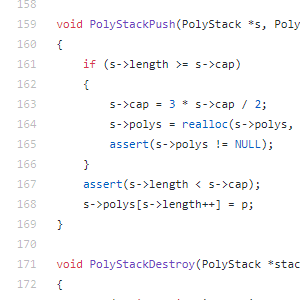 158
159 void PolyStackPush(PolyStack *s, Poly
160 {
161     if (s->length >= s->cap)
162     {
163         s->cap = 3 * s->cap / 2;
164         s->polys = realloc(s->polys,
165         assert(s->polys != NULL);
166     }
167     assert(s->length < s->cap);
168     s->polys[s->length++] = p;
169 }
170
171 void PolyStackDestroy(PolyStack *stac
172 {